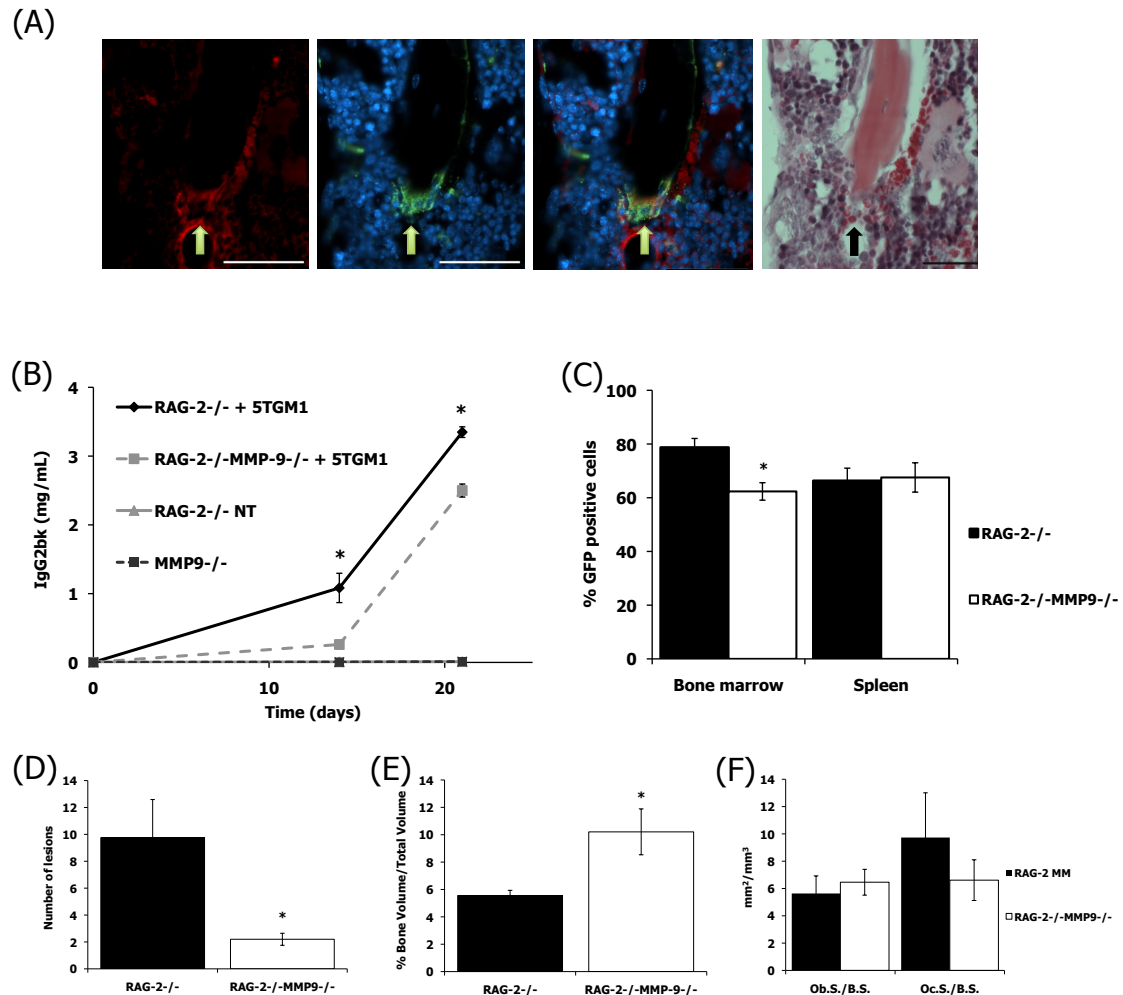 (A)
(B)
4
3
2
1
0
IgG2bk (mg/mL)
0
10
20
Time (days)
RAG-2-/- + 5TGM1
RAG-2-/-MMP-9-/- + 5TGM1
RAG-2-/- NT
MMP9-/-
*
*
(C)
100
80
60
40
20
0
% GFP positive cells
*
Bone marrow
Spleen
RAG-2-/-
RAG-2-/-MMP9-/-
(D)
14
12
10
8
6
4
2
0
Number of lesions
*
RAG-2-/-
RAG-2-/-MMP9-/-
(E)
14
12
10
8
6
4
2
0
% Bone Volume/Total Volume
*
RAG-2-/-
RAG-2-/-MMP-9-/-
(F)
14
12
10
8
6
4
2
0
mm²/mm³
Ob.S./B.S.
Oc.S./B.S.
RAG-2 MM
RAG-2-/-MMP9-/-